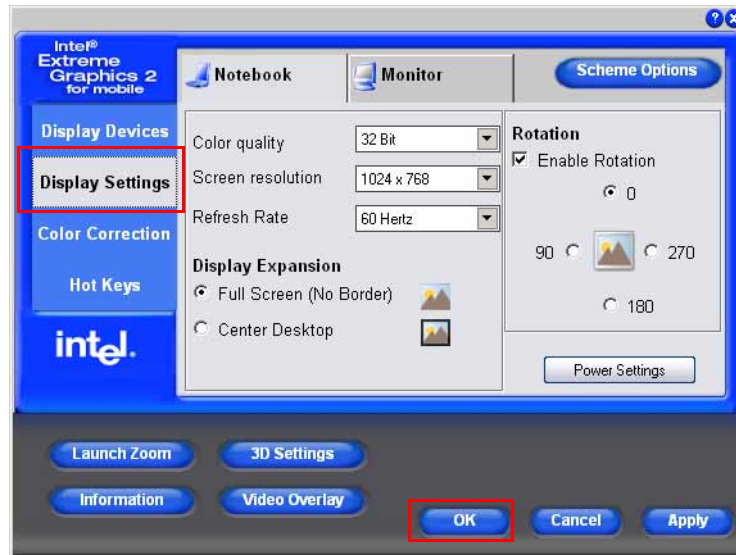 Intel®
Extreme
Graphics 2
for mobile
Notebook
Monitor
Scheme Options
Display Devices
Display Settings
Color Correction
Hot Keys
intel.
Color quality
32 Bit
Screen resolution
1024 x 768
Refresh Rate
60 Hertz
Display Expansion
Full Screen (No Border)
Center Desktop
Rotation
Enable Rotation
0
90
270
180
Power Settings
Launch Zoom
3D Settings
Information
Video Overlay
OK
Cancel
Apply